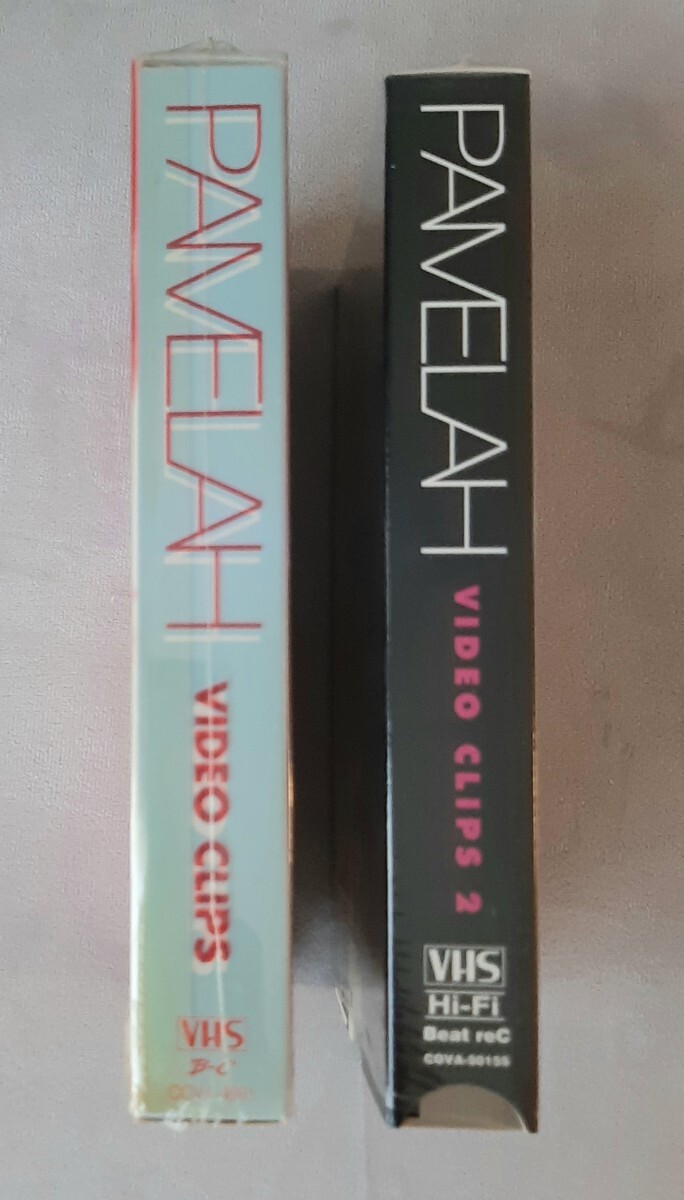 PAMELAH
VIDEO CLIPS
VHS
B-C
PAMELAH
VIDEO CLIPS 2
VHS
Hi-Fi
Beat reC
COVA-50155